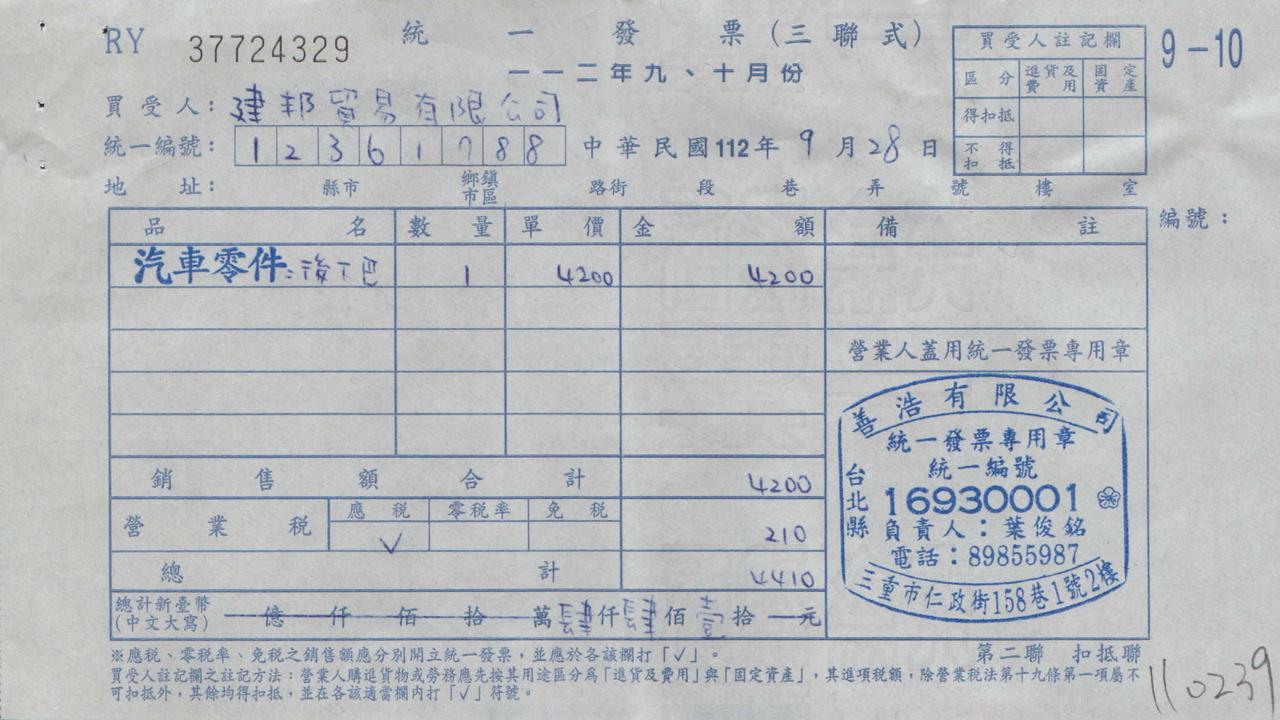 RY 37724329
統一發票(三聯式)
9-10
一一二年九、十月份
買受人註記欄
區分 進貨及費用 固定資產
得扣抵
不得扣抵
買受人：建邦貿易有限公司
統一編號：12361788 中華民國112年9月28日
地址： 縣市 鄉鎮市區 路街 段 巷 弄 號 樓 室
編號：
品名 數量 單價 金額 備註
汽車零件：後下巴 1 4200 4200
營業人蓋用統一發票專用章
善浩有限公司
統一發票專用章
統一編號
台北縣
16930001
負責人：葉俊銘
電話：89855987
三重市仁政街158巷1號2樓
銷售額合計 4200
營業稅 應稅 零稅率 免稅
✓ 210
總計 4410
總計新臺幣(中文大寫) 億仟佰拾萬肆仟肆佰壹拾元
※應稅、零稅率、免稅之銷售額應分別開立統一發票，並應於各該欄打「✓」。
第二聯 扣抵聯
買受人註記欄之註記方法：營業人購進貨物或勞務應先按其用途區分為「進貨及費用」與「固定資產」，其進項稅額，除營業稅法第十九條第一項屬不
可扣抵外，其餘均得扣抵，並在各該適當欄內打「✓」符號。
110239